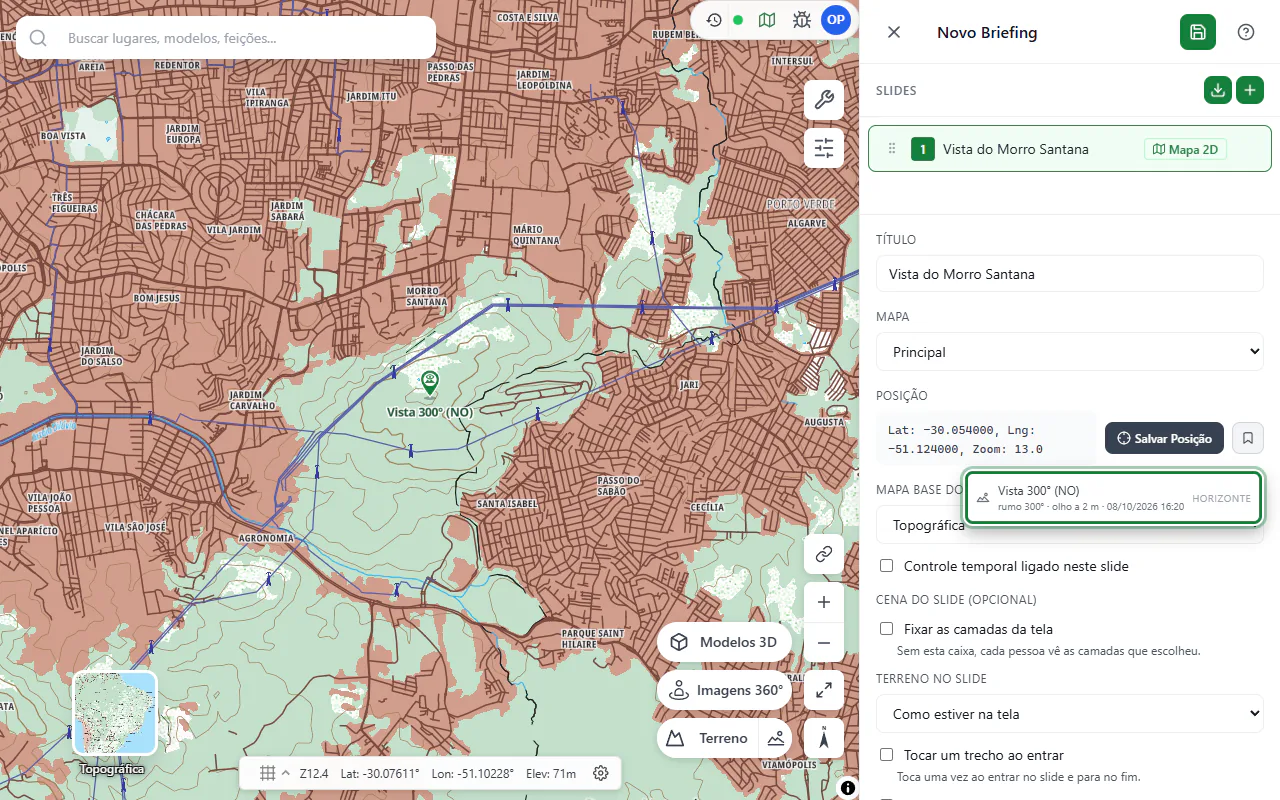 Buscar lugares, modelos, feições...
OP
COSTA E SILVA
RUBEM BE
AREIA
REDENTOR
PASSO DAS
PEDRAS
JARDIM
LEOPOLDINA
INTERSUL
VILA
IPIRANGA
JARDIM ITU
BOA VISTA
JARDIM
EUROPA
TRÊS
FIGUEIRAS
CHÁCARA
DAS PEDRAS
VILA JARDIM
JARDIM
SABARÁ
MÁRIO
QUINTANA
PORTO VERDE
ALGARVE
OPOLIS
BOM JESUS
MORRO
SANTANA
JARDIM
DO SALSO
JARDIM
CARVALHO
Vista 300° (NO)
JARI
AUGUSTA
PASSO DO
SABÃO
SANTA ISABEL
CECÍLIA
VILA JOÃO
PESSOA
NEL APARÍCIO
VILA SÃO JOSÉ
AGRONOMIA
PARQUE SAINT
HILAIRE
VIAMÓPOLIS
Modelos 3D
Imagens 360°
Terreno
N
Topográfica
Z12.4 Lat: -30.07611° Lon: -51.10228° Elev: 71m
Novo Briefing
SLIDES
1 Vista do Morro Santana Mapa 2D
TÍTULO
Vista do Morro Santana
MAPA
Principal
POSIÇÃO
Lat: −30.054000, Lng:
−51.124000, Zoom: 13.0
Salvar Posição
MAPA BASE DO
Vista 300° (NO)
rumo 300° · olho a 2 m · 08/10/2026 16:20
HORIZONTE
Topográfica
Controle temporal ligado neste slide
CENA DO SLIDE (OPCIONAL)
Fixar as camadas da tela
Sem esta caixa, cada pessoa vê as camadas que escolheu.
TERRENO NO SLIDE
Como estiver na tela
Tocar um trecho ao entrar
Toca uma vez ao entrar no slide e para no fim.